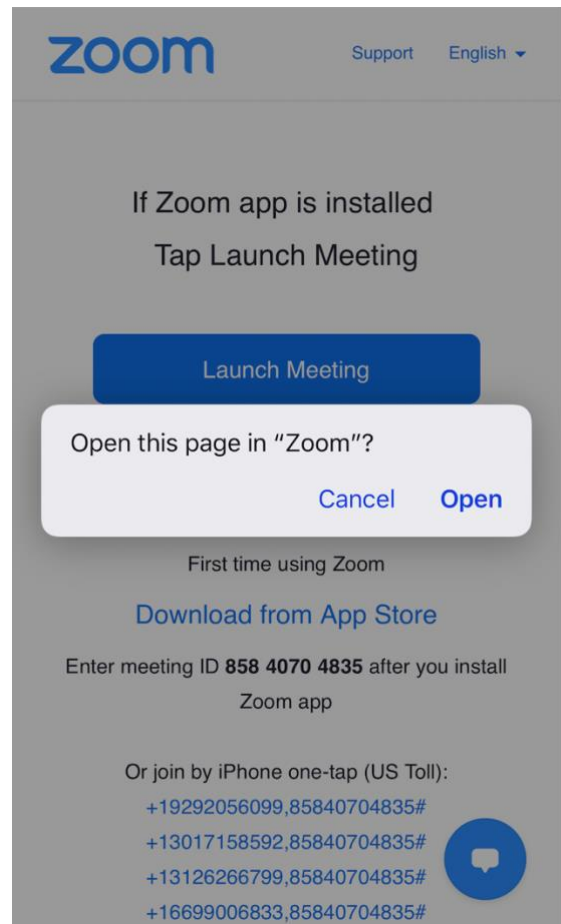 zoom
Support
English
If Zoom app is installed
Tap Launch Meeting
Launch Meeting
Open this page in “Zoom”?
Cancel
Open
First time using Zoom
Download from App Store
Enter meeting ID 858 4070 4835 after you install
Zoom app
Or join by iPhone one-tap (US Toll):
+19292056099,85840704835#
+13017158592,85840704835#
+13126266799,85840704835#
+16699006833,85840704835#